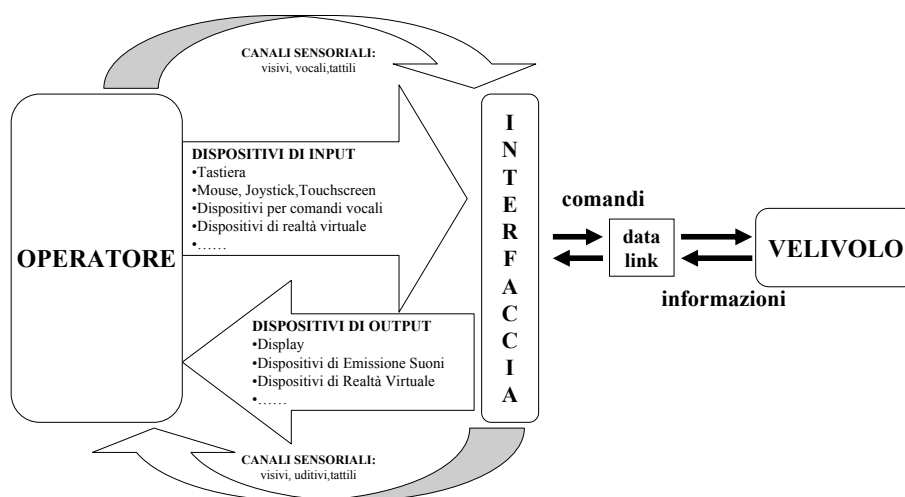 CANALI SENSORIALI:
visivi, vocali,tattili
OPERATORE
DISPOSITIVI DI INPUT
•Tastiera
•Mouse, Joystick,Touchscreen
•Dispositivi per comandi vocali
•Dispositivi di realtà virtuale
•……
DISPOSITIVI DI OUTPUT
•Display
•Dispositivi di Emissione Suoni
•Dispositivi di Realtà Virtuale
•……
CANALI SENSORIALI:
visivi, uditivi,tattili
I
N
T
E
R
F
A
C
C
I
A
comandi
data
link
informazioni
VELIVOLO